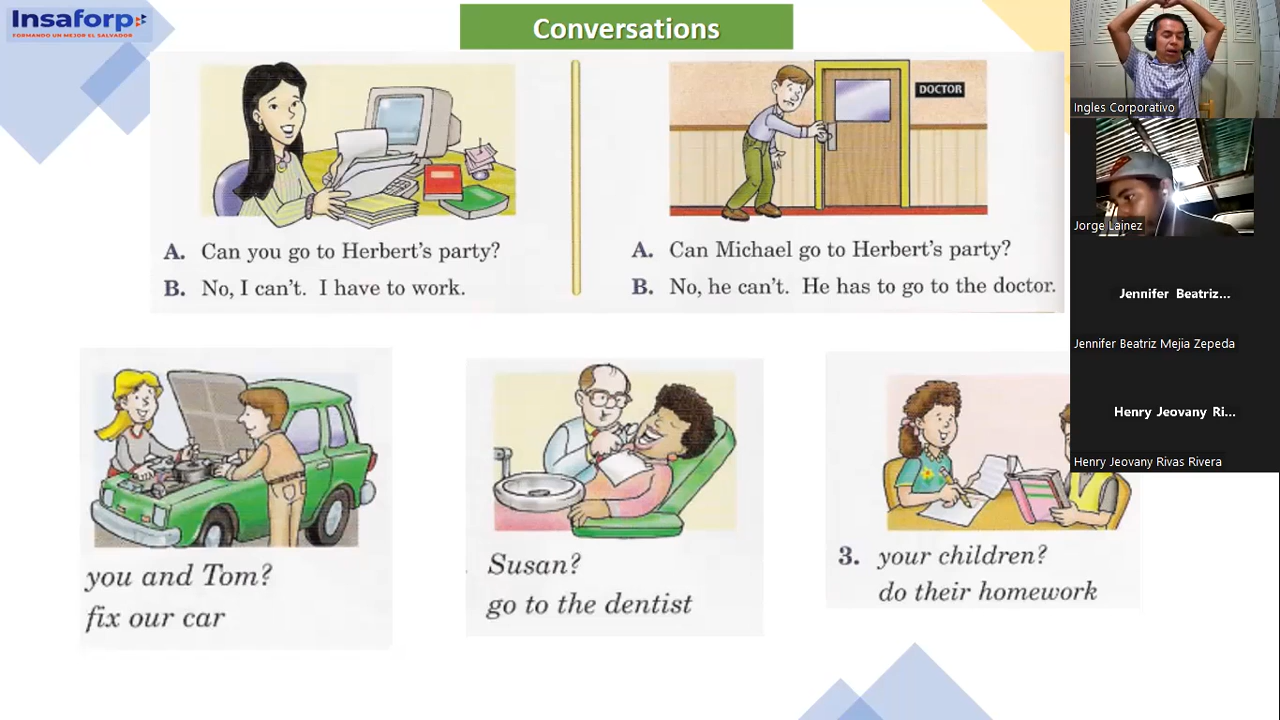 Insaforp
FORMANDO UN MEJOR EL SALVADOR
Conversations
DOCTOR
A. Can you go to Herbert's party?
B. No, I can't. I have to work.
A. Can Michael go to Herbert's party?
B. No, he can't. He has to go to the doctor.
you and Tom?
fix our car
Susan?
go to the dentist
3. your children?
do their homework
Ingles Corporativo
Jorge Lainez
Jennifer Beatriz...
Jennifer Beatriz Mejia Zepeda
Henry Jeovany Ri...
Henry Jeovany Rivas Rivera